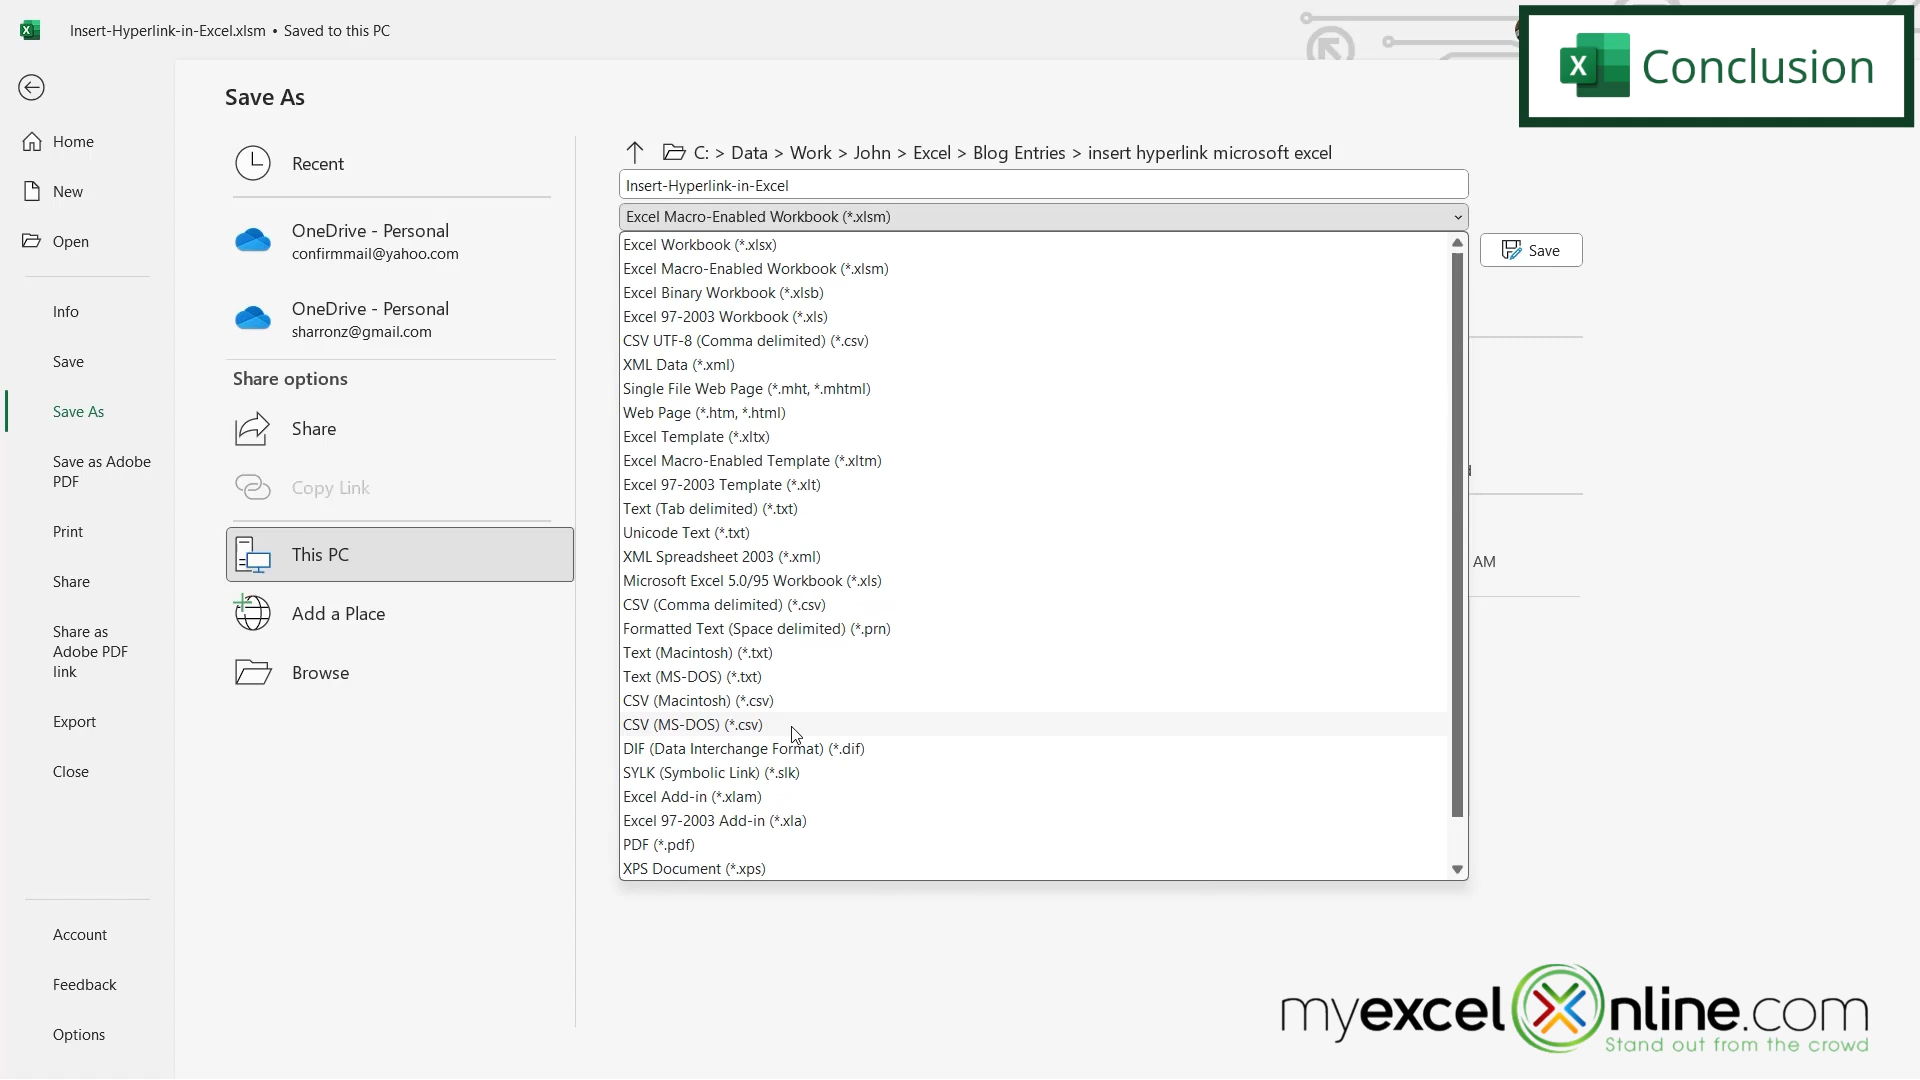 Insert-Hyperlink-in-Excel.xlsm • Saved to this PC
Conclusion
Home
New
Open
Info
Save
Save As
Save as Adobe
PDF
Print
Share
Share as
Adobe PDF
link
Export
Close
Account
Feedback
Options
Save As
Recent
OneDrive - Personal
confirmmail@yahoo.com
OneDrive - Personal
sharronz@gmail.com
Share options
Share
Copy Link
This PC
Add a Place
Browse
C: > Data > Work > John > Excel > Blog Entries > insert hyperlink microsoft excel
Insert-Hyperlink-in-Excel
Excel Macro-Enabled Workbook (*.xlsm)
Save
Excel Workbook (*.xlsx)
Excel Macro-Enabled Workbook (*.xlsm)
Excel Binary Workbook (*.xlsb)
Excel 97-2003 Workbook (*.xls)
CSV UTF-8 (Comma delimited) (*.csv)
XML Data (*.xml)
Single File Web Page (*.mht, *.mhtml)
Web Page (*.htm, *.html)
Excel Template (*.xltx)
Excel Macro-Enabled Template (*.xltm)
Excel 97-2003 Template (*.xlt)
Text (Tab delimited) (*.txt)
Unicode Text (*.txt)
XML Spreadsheet 2003 (*.xml)
Microsoft Excel 5.0/95 Workbook (*.xls)
CSV (Comma delimited) (*.csv)
Formatted Text (Space delimited) (*.prn)
Text (Macintosh) (*.txt)
Text (MS-DOS) (*.txt)
CSV (Macintosh) (*.csv)
CSV (MS-DOS) (*.csv)
DIF (Data Interchange Format) (*.dif)
SYLK (Symbolic Link) (*.slk)
Excel Add-in (*.xlam)
Excel 97-2003 Add-in (*.xla)
PDF (*.pdf)
XPS Document (*.xps)
AM
myexcelOnline.com
Stand out from the crowd